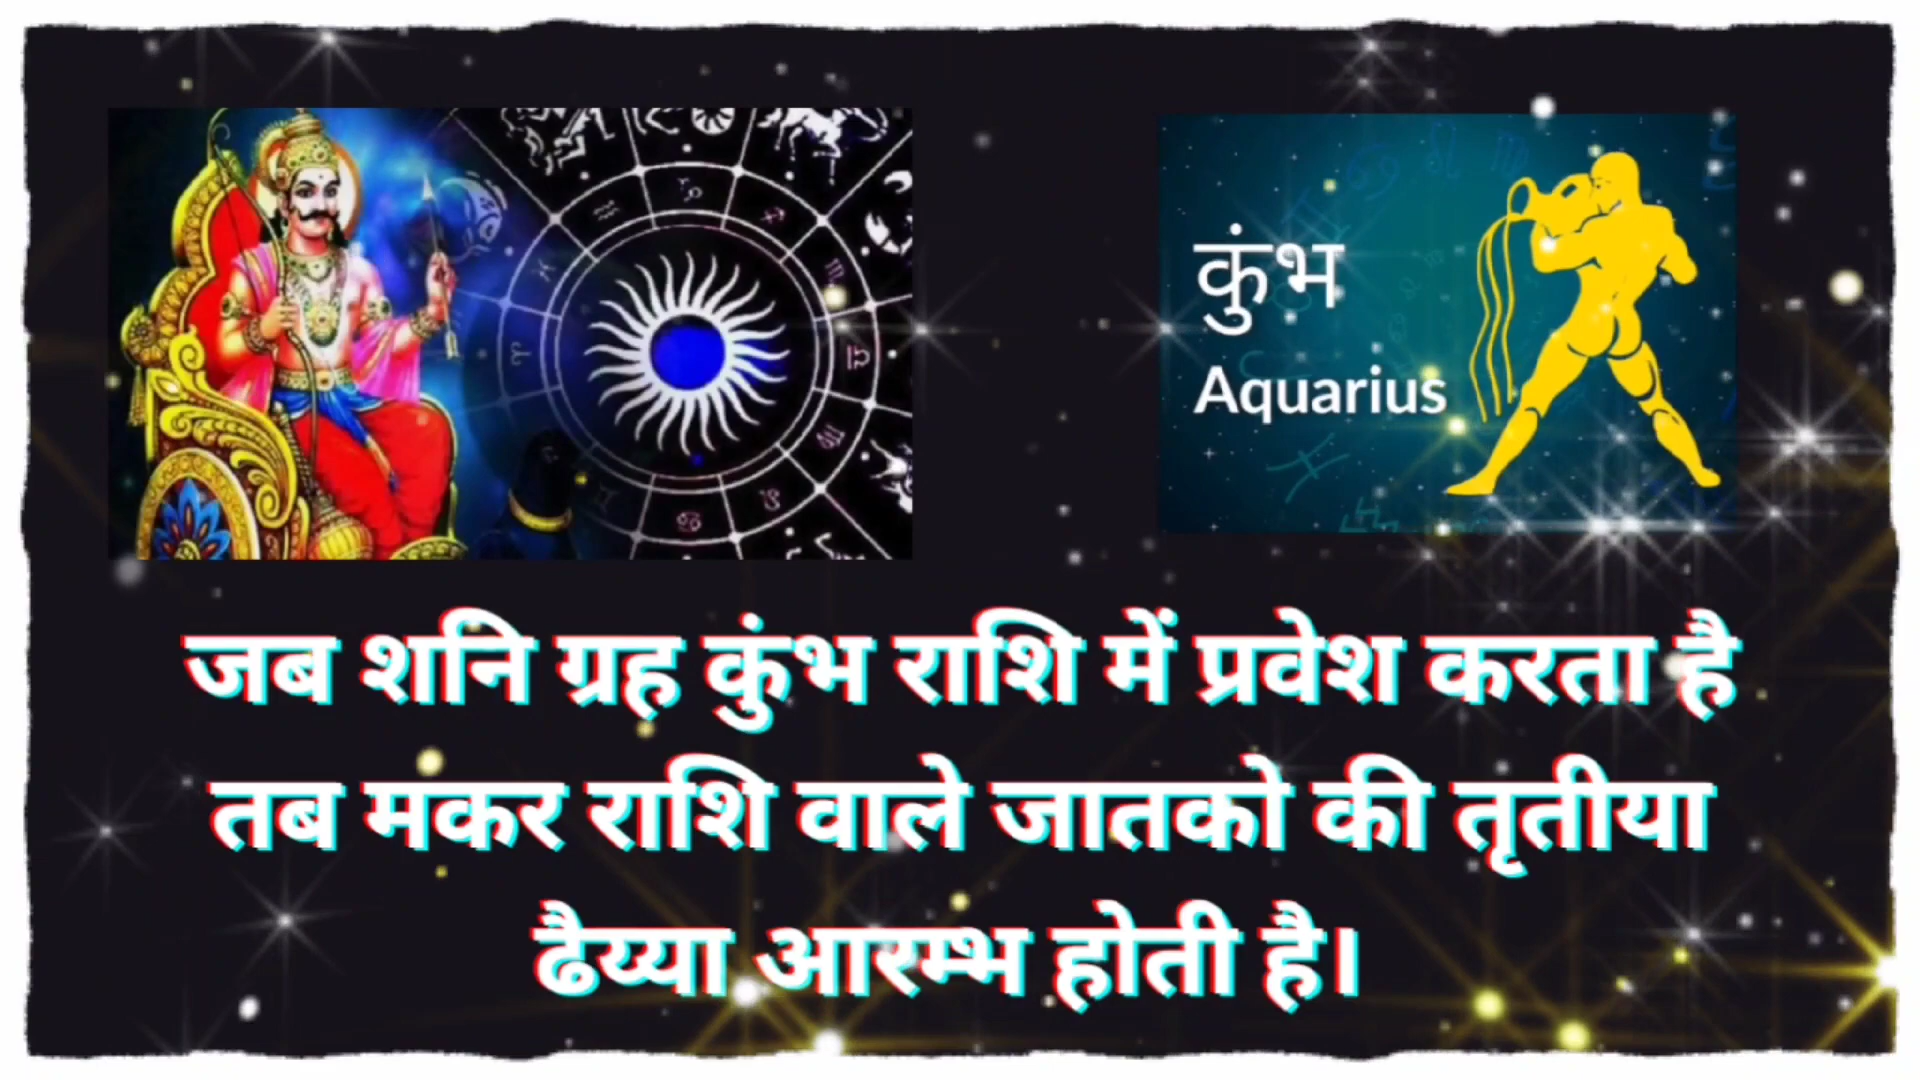 कुंभ
Aquarius
जब शनि ग्रह कुंभ राशि में प्रवेश करता है
तब मकर राशि वाले जातको की तृतीया
ढैय्या आरम्भ होती है।